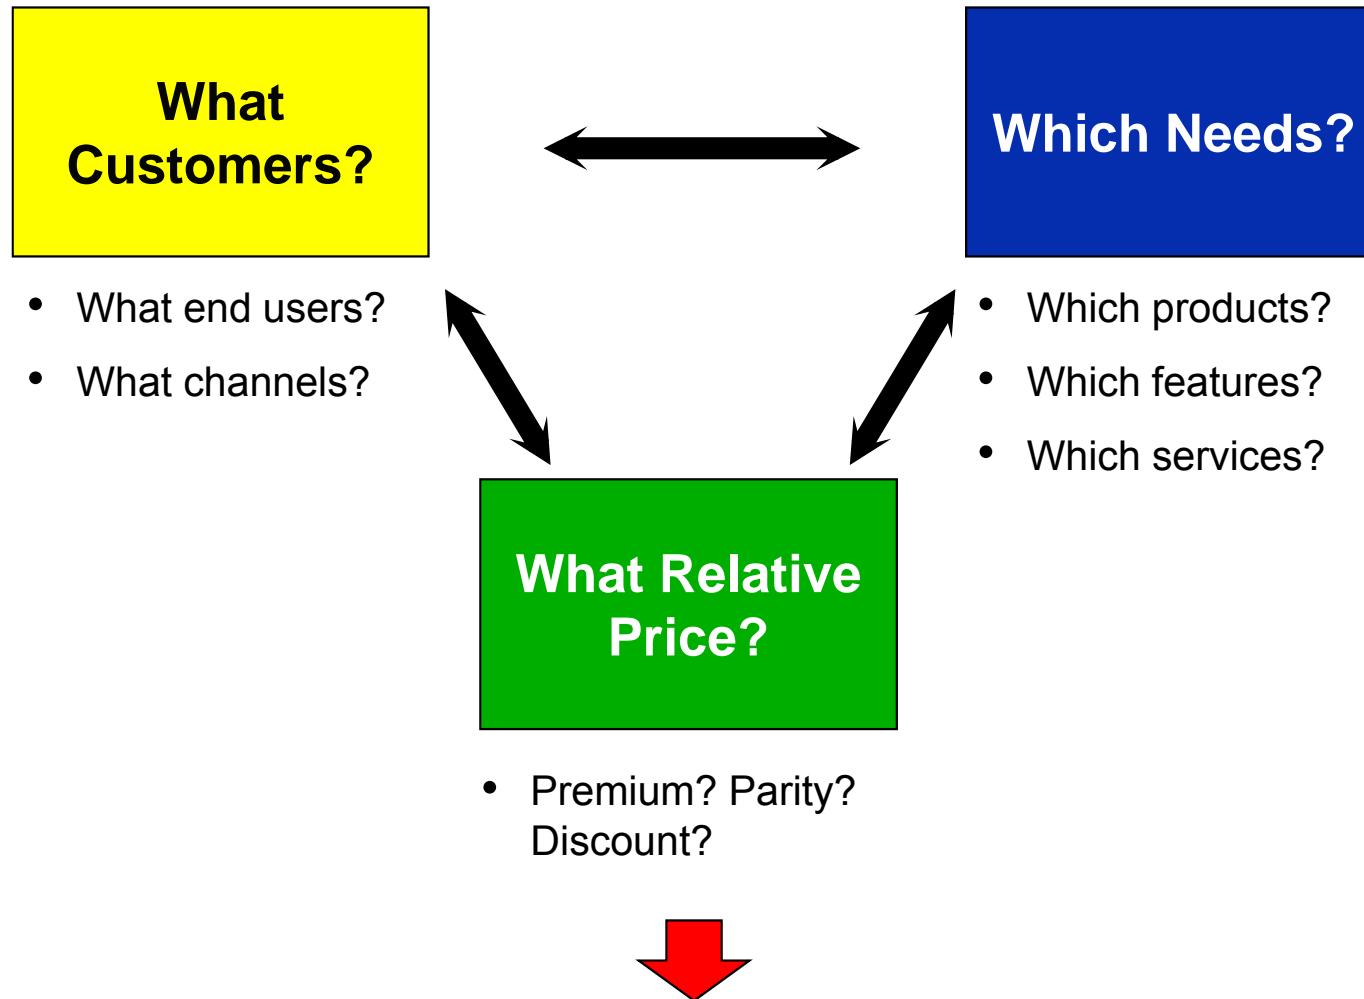 What
Customers?
Which Needs?
• What end users?
• What channels?
• Which products?
• Which features?
• Which services?
What Relative
Price?
• Premium? Parity?
Discount?